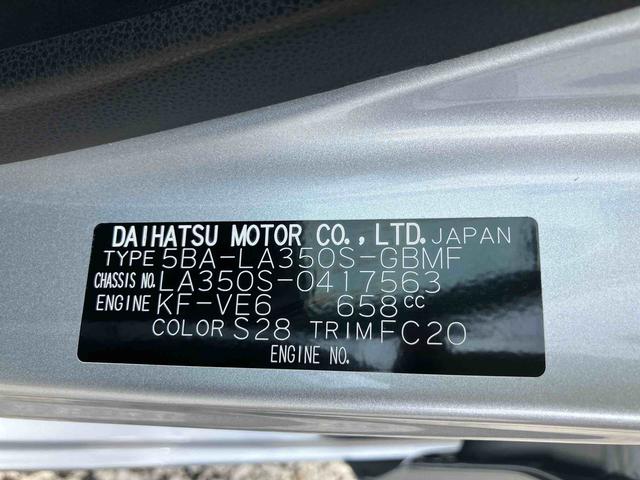 DAIHATSU MOTOR CO.,LTD. JAPAN
TYPE 5BA-LA350S-GBMF
CHASSIS NO. LA350S-0417563
ENGINE KF-VE6 658cc
COLOR S28 TRIM FC20
ENGINE NO.